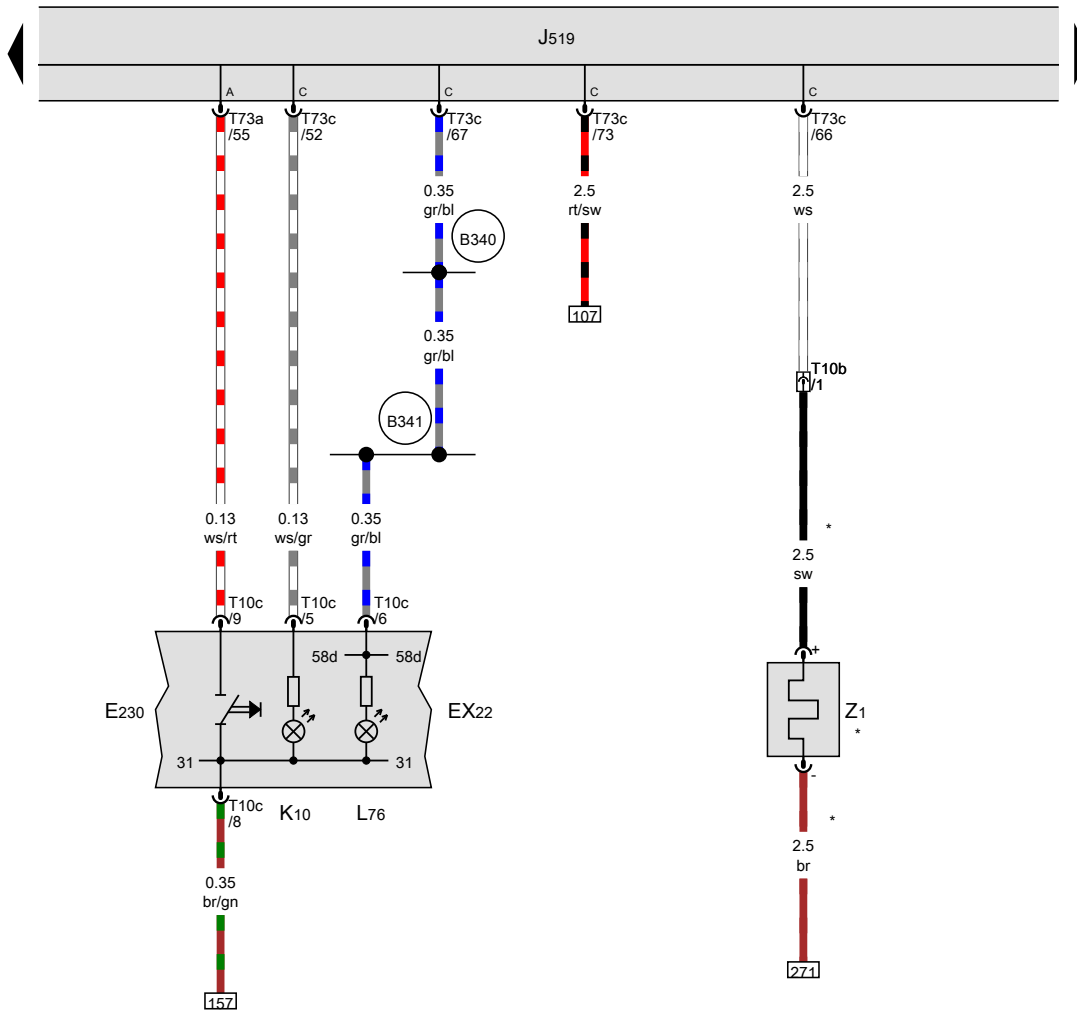 J519
A
C
C
C
C
T73a
/55
T73c
/52
T73c
/67
T73c
/73
T73c
/66
0.35
gr/bl
2.5
rt/sw
2.5
ws
B340
107
0.35
gr/bl
T10b
/1
B341
0.13
ws/rt
0.13
ws/gr
0.35
gr/bl
*
2.5
sw
T10c
/9
T10c
/5
T10c
/6
+
58d
58d
E230
EX22
Z1
*
31
31
-
T10c
/8
K10
L76
*
2.5
br
0.35
br/gn
271
157